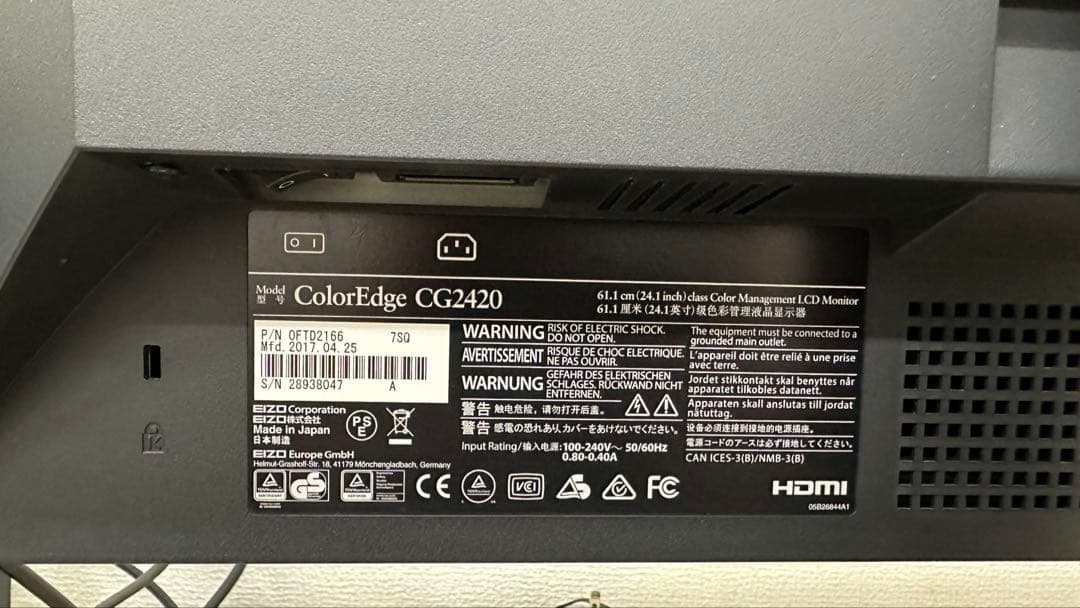 Model
型 号
ColorEdge CG2420
61.1 cm (24.1 inch) class Color Management LCD Monitor
61.1 厘米 (24.1英寸) 级色彩管理液晶显示器
P/N 0FTD2166 7SQ
Mfd. 2017.04.25
S/N 28938047 A
EIZO Corporation
EIZO株式会社
Made in Japan
日本制造
PSE
EIZO Europe GmbH
Helmut-Grashoff-Str. 18, 41179 Mönchengladbach, Germany
WARNING RISK OF ELECTRIC SHOCK.
DO NOT OPEN.
AVERTISSEMENT RISQUE DE CHOC ELECTRIQUE.
NE PAS OUVRIR.
WARNUNG GEFAHR DES ELEKTRISCHEN
SCHLAGES. RÜCKWAND NICHT
ENTFERNEN.
警告 触电危险，请勿打开后盖。
警告 感電の恐れあり、カバーをあけないでください。
Input Rating/输入电源: 100-240V～ 50/60Hz
0.80-0.40A
The equipment must be connected to a
grounded main outlet.
L'appareil doit être relié à une prise
avec terre.
Jordet stikkontakt skal benyttes når
apparatet tilkobles datanett.
Apparaten skall anslutas till jordat
nätuttag.
设备必须连接到接地的电源插座。
電源コードのアースは必ず接地してください。
CAN ICES-3(B)/NMB-3(B)
GS
CE
VCI
FC
HDMI
05B26844A1